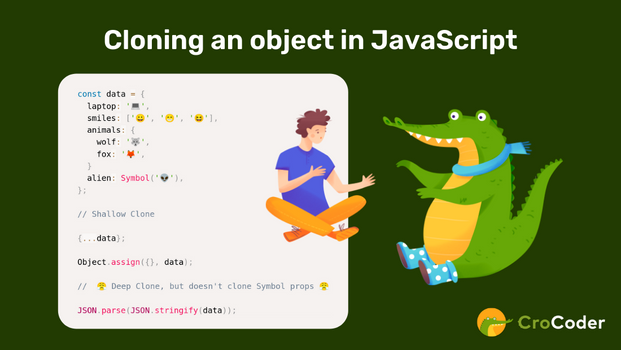 Cloning an object in JavaScript
const data = {
laptop: '💻',
smiles: ['😀', '😁', '😆'],
animals: {
wolf: '🐺',
fox: '🦊',
}
alien: Symbol('👽'),
};
// Shallow Clone
{...data};
Object.assign({}, data);
// 😤 Deep Clone, but doesn't clone Symbol props 😤
JSON.parse(JSON.stringify(data));
CroCoder